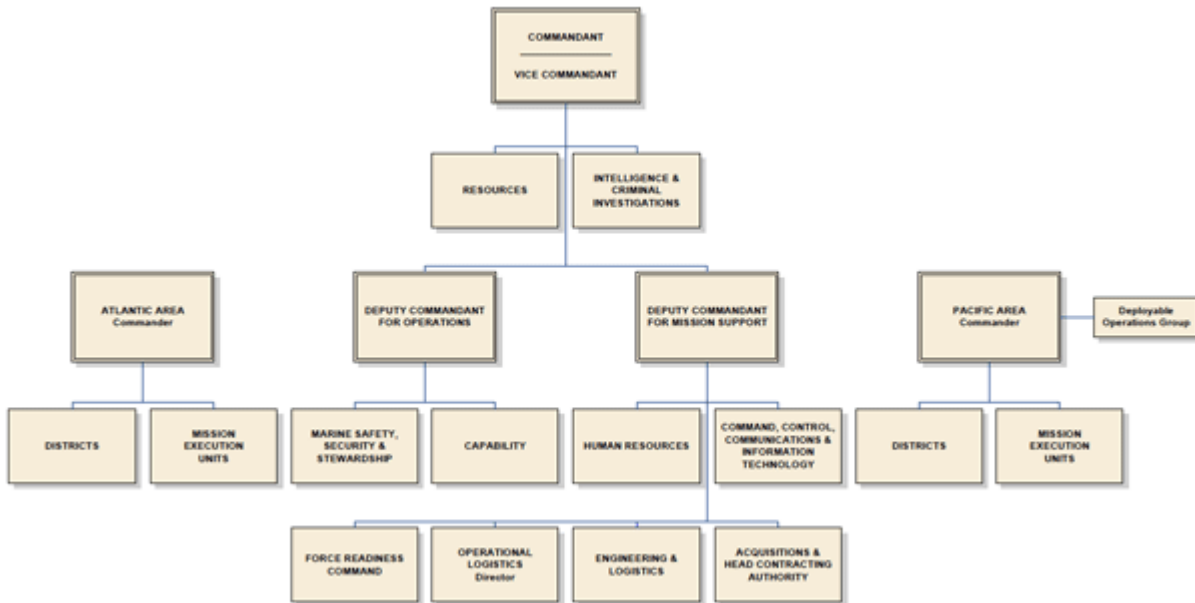 COMMANDANT
VICE COMMANDANT
RESOURCES
INTELLIGENCE &
CRIMINAL
INVESTIGATIONS
ATLANTIC AREA
Commander
DEPUTY COMMANDANT
FOR OPERATIONS
DEPUTY COMMANDANT
FOR MISSION SUPPORT
PACIFIC AREA
Commander
Deployable
Operations Group
DISTRICTS
MISSION
EXECUTION
UNITS
MARINE SAFETY,
SECURITY &
STEWARDSHIP
CAPABILITY
HUMAN RESOURCES
COMMAND, CONTROL,
COMMUNICATIONS &
INFORMATION
TECHNOLOGY
DISTRICTS
MISSION
EXECUTION
UNITS
FORCE READINESS
COMMAND
OPERATIONAL
LOGISTICS
Director
ENGINEERING &
LOGISTICS
ACQUISITIONS &
HEAD CONTRACTING
AUTHORITY